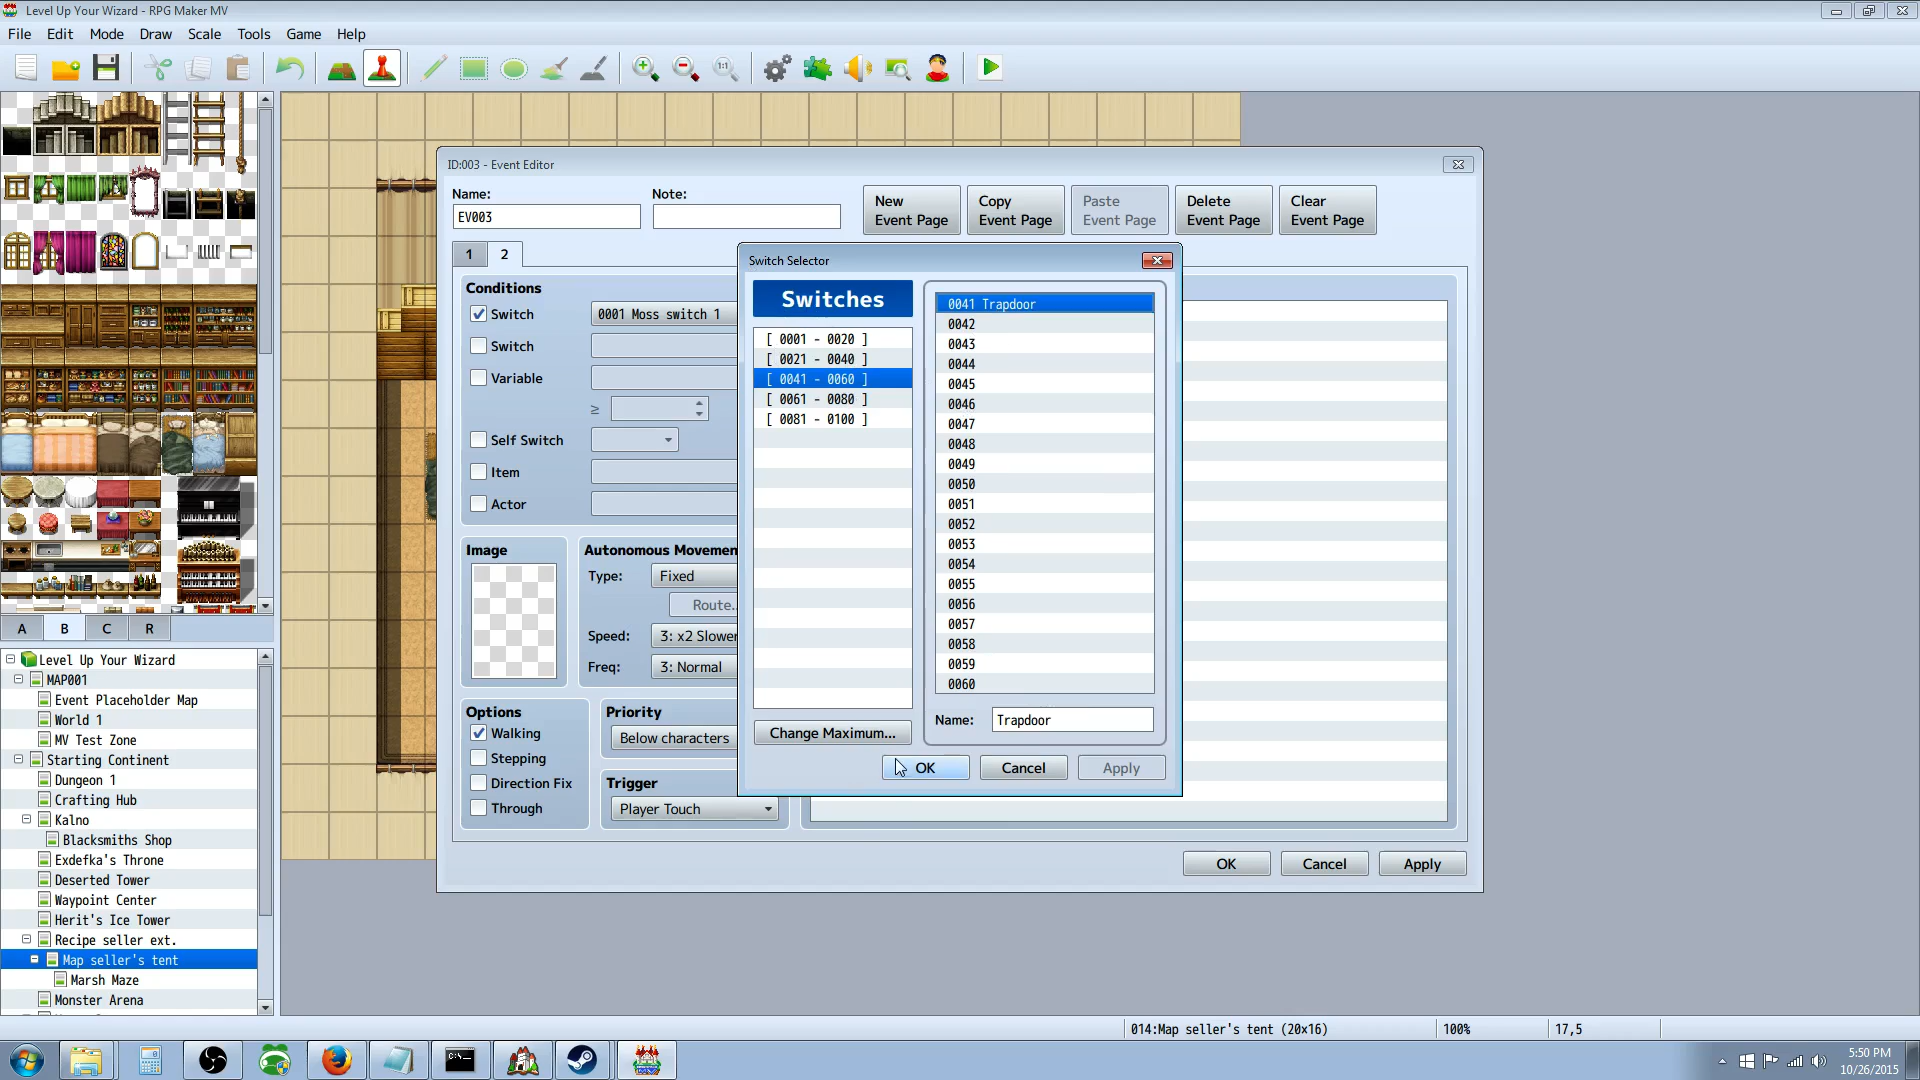 Level Up Your Wizard - RPG Maker MV
File Edit Mode Draw Scale Tools Game Help
1:1
ID:003 - Event Editor
Name:
Note:
EV003
New
Event Page
Copy
Event Page
Paste
Event Page
Delete
Event Page
Clear
Event Page
1 2
Conditions
Switch 0001 Moss switch 1
Switch
Variable
≥
Self Switch
Item
Actor
Image
Autonomous Movemen
Type: Fixed
Route..
Speed: 3: x2 Slower
Freq: 3: Normal
Options
Walking
Stepping
Direction Fix
Through
Priority
Below characters
Trigger
Player Touch
OK Cancel Apply
Switch Selector
Switches
[ 0001 - 0020 ]
[ 0021 - 0040 ]
[ 0041 - 0060 ]
[ 0061 - 0080 ]
[ 0081 - 0100 ]
Change Maximum...
0041 Trapdoor
0042
0043
0044
0045
0046
0047
0048
0049
0050
0051
0052
0053
0054
0055
0056
0057
0058
0059
0060
Name: Trapdoor
OK Cancel Apply
A B C R
Level Up Your Wizard
MAP001
Event Placeholder Map
World 1
MV Test Zone
Starting Continent
Dungeon 1
Crafting Hub
Kalno
Blacksmiths Shop
Exdefka's Throne
Deserted Tower
Waypoint Center
Herit's Ice Tower
Recipe seller ext.
Map seller's tent
Marsh Maze
Monster Arena
014:Map seller's tent (20x16) 100% 17,5
5:50 PM
10/26/2015